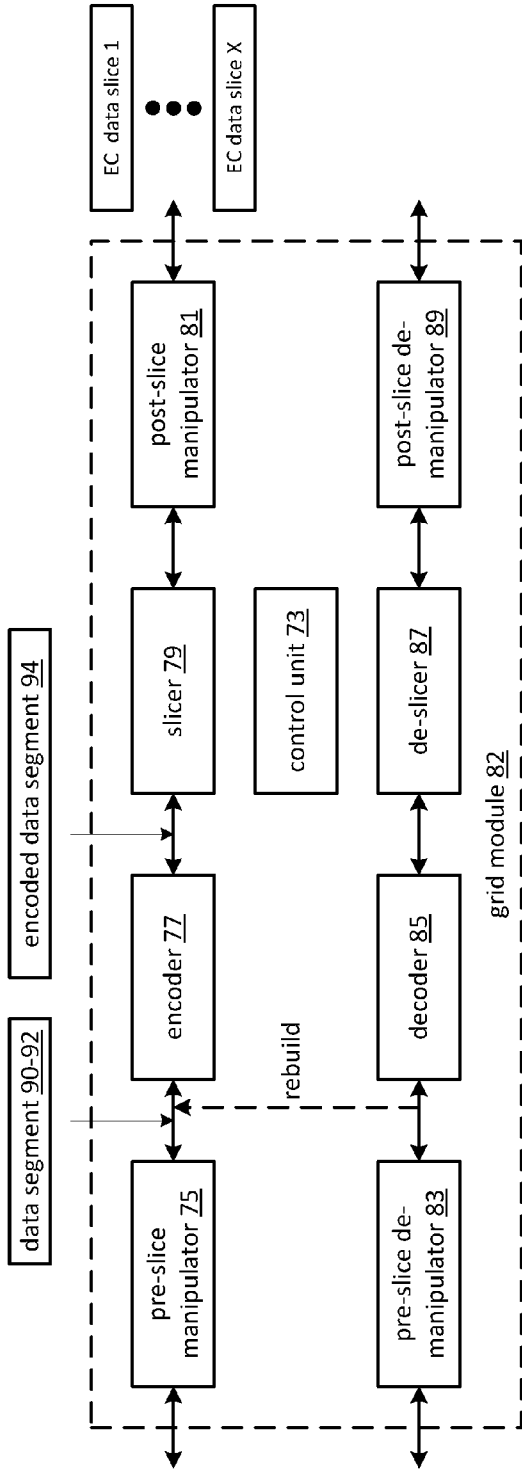 data segment 90-92
encoded data segment 94
EC data slice 1
EC data slice X
pre-slice
manipulator 75
encoder 77
slicer 79
post-slice
manipulator 81
rebuild
control unit 73
pre-slice de-
manipulator 83
decoder 85
de-slicer 87
post-slice de-
manipulator 89
grid module 82